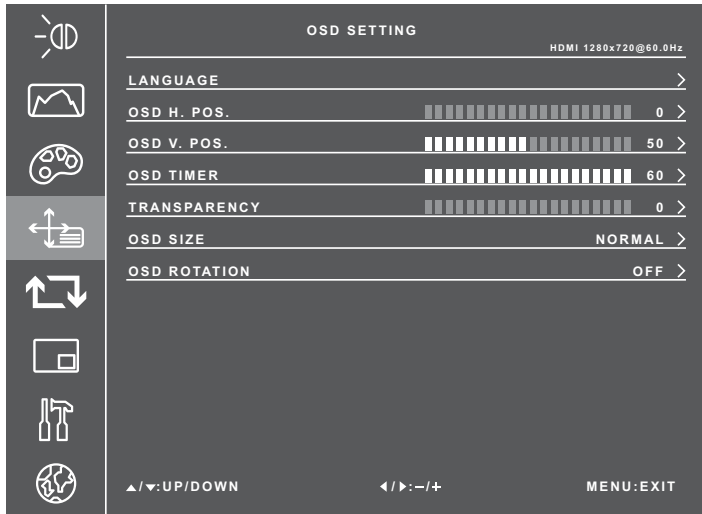 OSD SETTING
HDMI 1280x720@60.0Hz
LANGUAGE
OSD H. POS. 0
OSD V. POS. 50
OSD TIMER 60
TRANSPARENCY 0
OSD SIZE NORMAL
OSD ROTATION OFF
▲/▼:UP/DOWN ◀/▶:−/+ MENU:EXIT